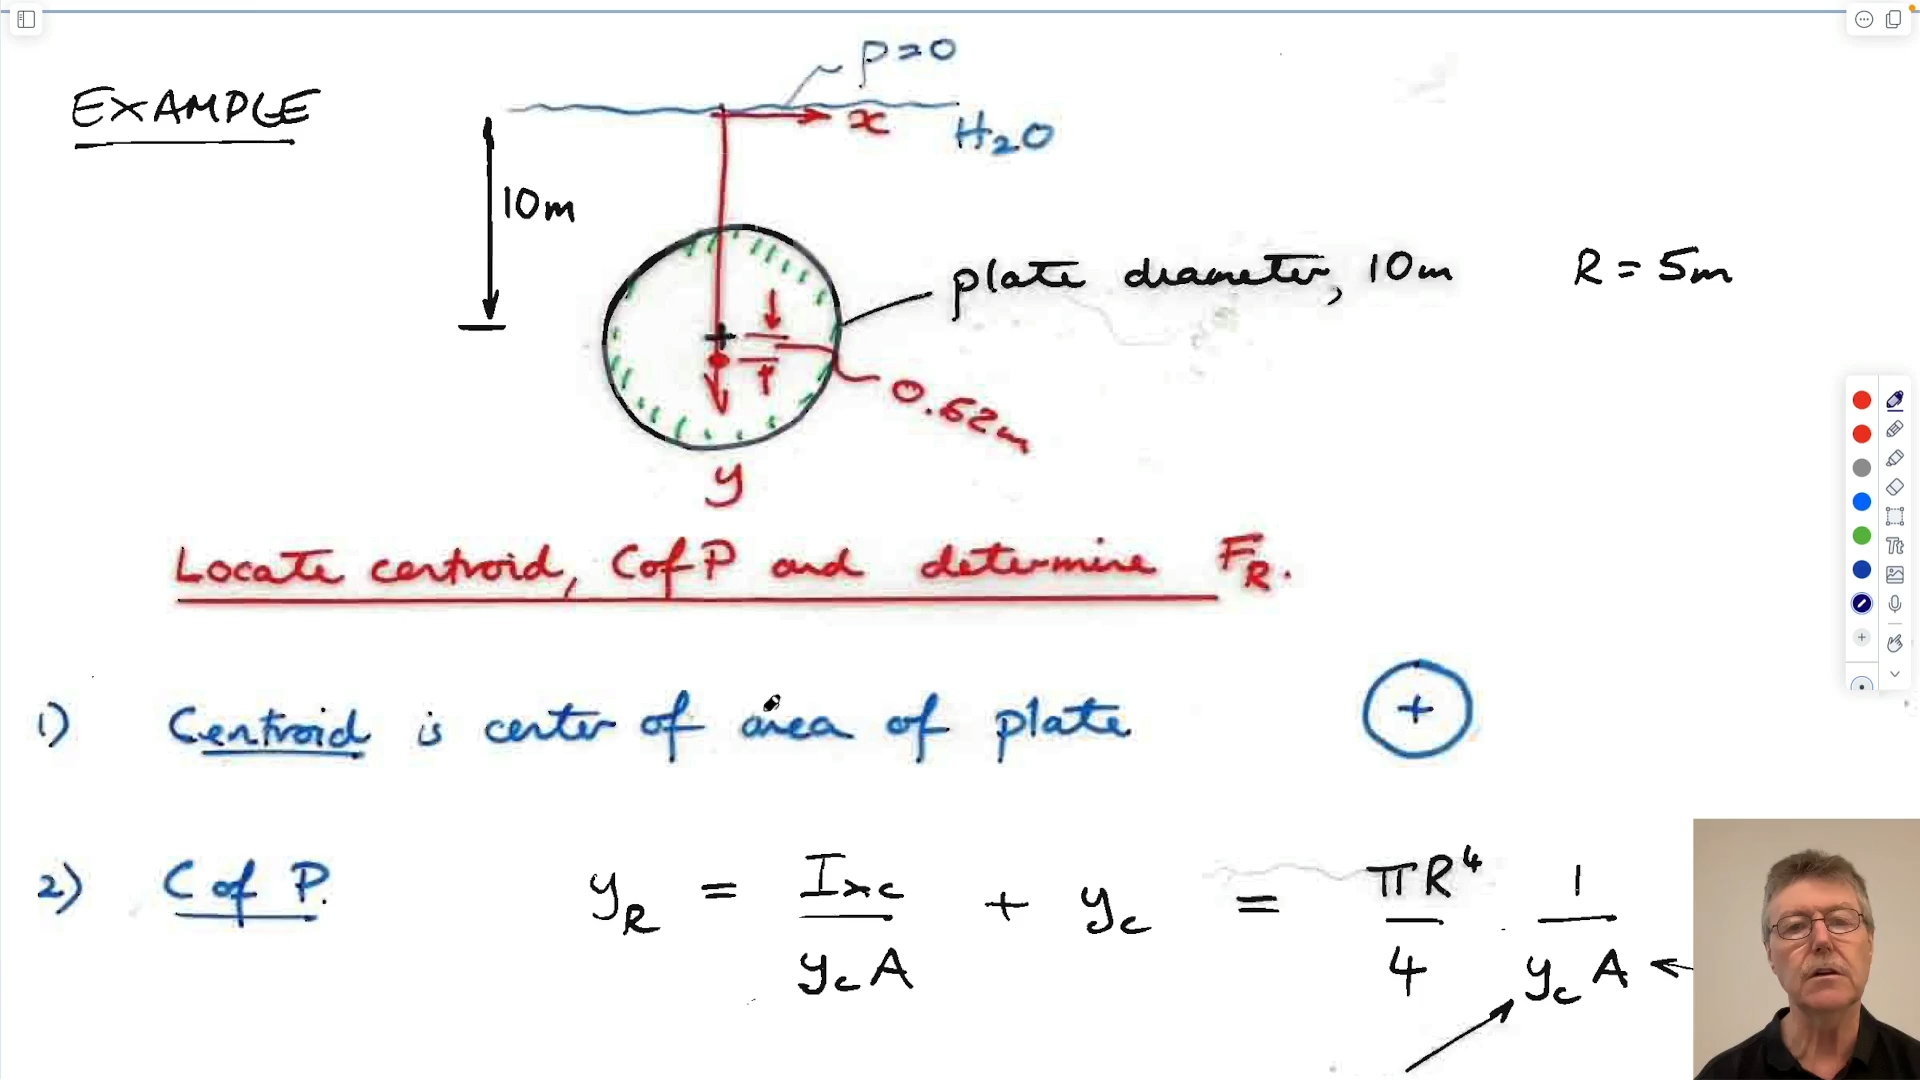 EXAMPLE
p=0
x
H₂O
10m
plate diameter, 10m
R = 5m
0.62m
y
Locate centroid, C of P and determine F_R.
1) Centroid is center of area of plate
2) C of P. y_R = I_xc / y_c A + y_c = πR⁴ / 4 · 1 / y_c A
Tt